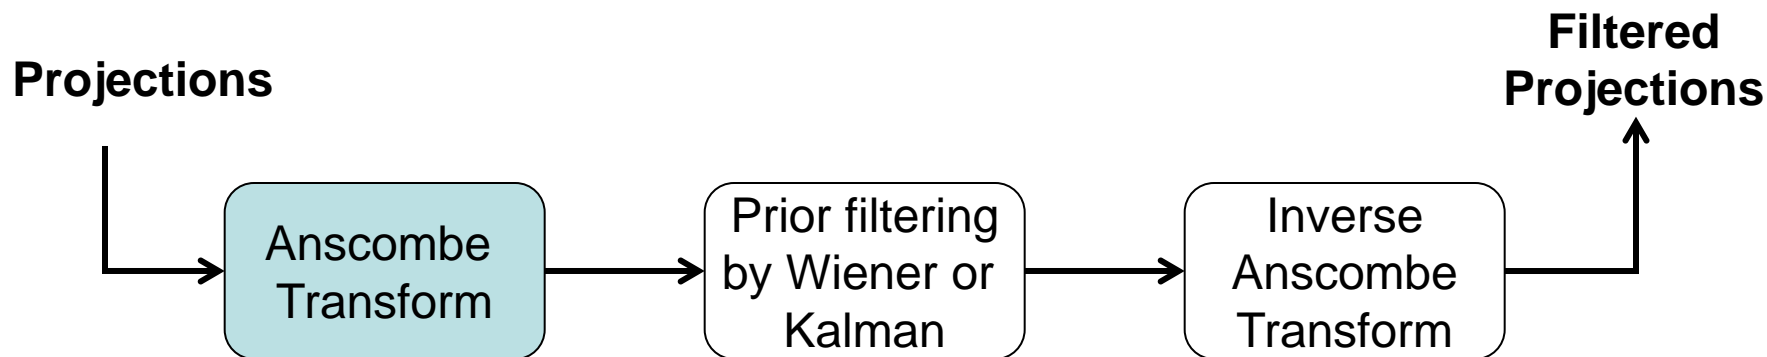 Projections
Anscombe
Transform
Prior filtering
by Wiener or
Kalman
Inverse
Anscombe
Transform
Filtered
Projections